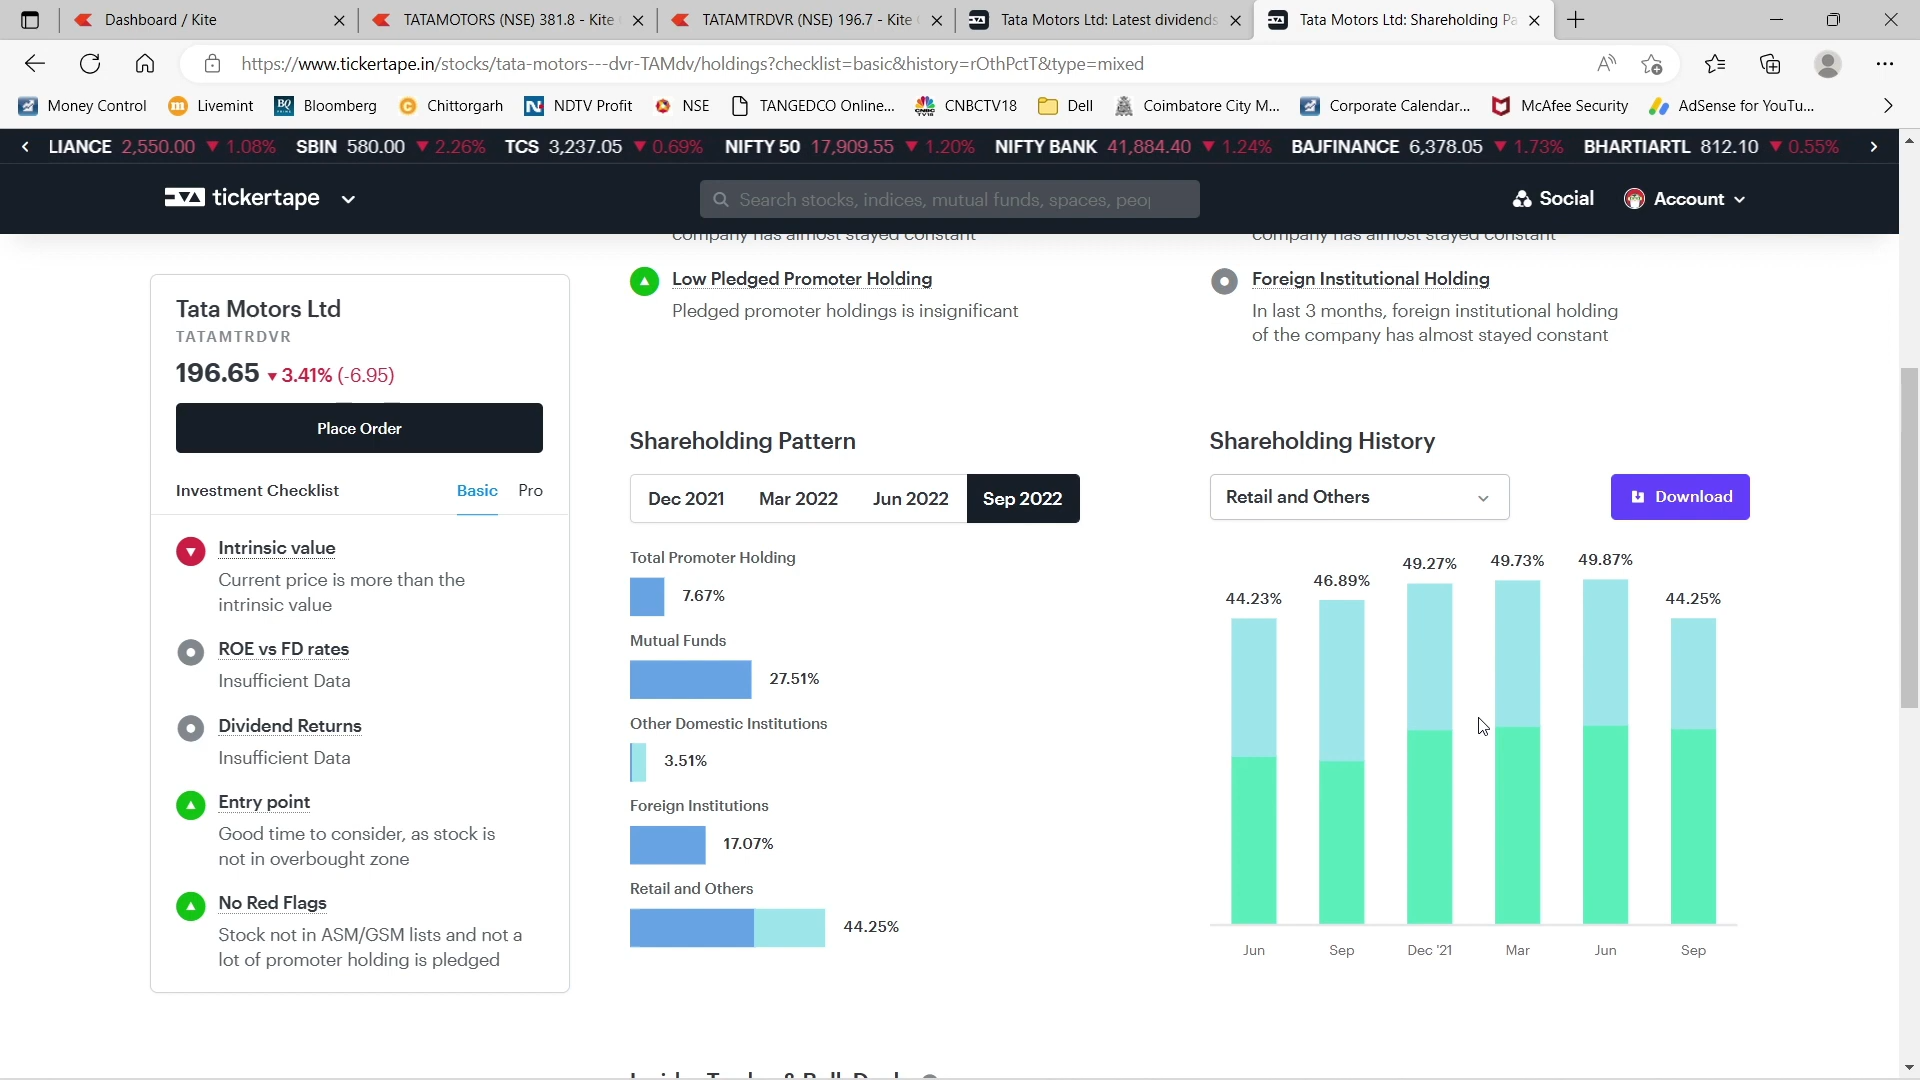 Dashboard / Kite
TATAMOTORS (NSE) 381.8 - Kite
TATAMTRDVR (NSE) 196.7 - Kite
Tata Motors Ltd: Latest dividends
Tata Motors Ltd: Shareholding Pa
https://www.tickertape.in/stocks/tata-motors---dvr-TAMdv/holdings?checklist=basic&history=rOthPctT&type=mixed
Money Control
Livemint
BQ Bloomberg
Chittorgarh
NDTV Profit
NSE
TANGEDCO Online...
CNBCTV18
Dell
Coimbatore City M...
Corporate Calendar...
McAfee Security
AdSense for YouTu...
LIANCE 2,550.00 ▼ 1.08% SBIN 580.00 ▼ 2.26% TCS 3,237.05 ▼ 0.69% NIFTY 50 17,909.55 ▼ 1.20% NIFTY BANK 41,884.40 ▼ 1.24% BAJFINANCE 6,378.05 ▼ 1.73% BHARTIARTL 812.10 ▼ 0.55%
tickertape
Search stocks, indices, mutual funds, spaces,
Social
Account
company has almost stayed constant
company has almost stayed constant
Low Pledged Promoter Holding
Pledged promoter holdings is insignificant
Foreign Institutional Holding
In last 3 months, foreign institutional holding
of the company has almost stayed constant
Tata Motors Ltd
TATAMTRDVR
196.65 ▼ 3.41% (-6.95)
Place Order
Investment Checklist
Basic
Pro
Intrinsic value
Current price is more than the
intrinsic value
ROE vs FD rates
Insufficient Data
Dividend Returns
Insufficient Data
Entry point
Good time to consider, as stock is
not in overbought zone
No Red Flags
Stock not in ASM/GSM lists and not a
lot of promoter holding is pledged
Shareholding Pattern
Dec 2021 Mar 2022 Jun 2022 Sep 2022
Total Promoter Holding
7.67%
Mutual Funds
27.51%
Other Domestic Institutions
3.51%
Foreign Institutions
17.07%
Retail and Others
44.25%
Shareholding History
Retail and Others
Download
44.23% 46.89% 49.27% 49.73% 49.87% 44.25%
Jun Sep Dec '21 Mar Jun Sep